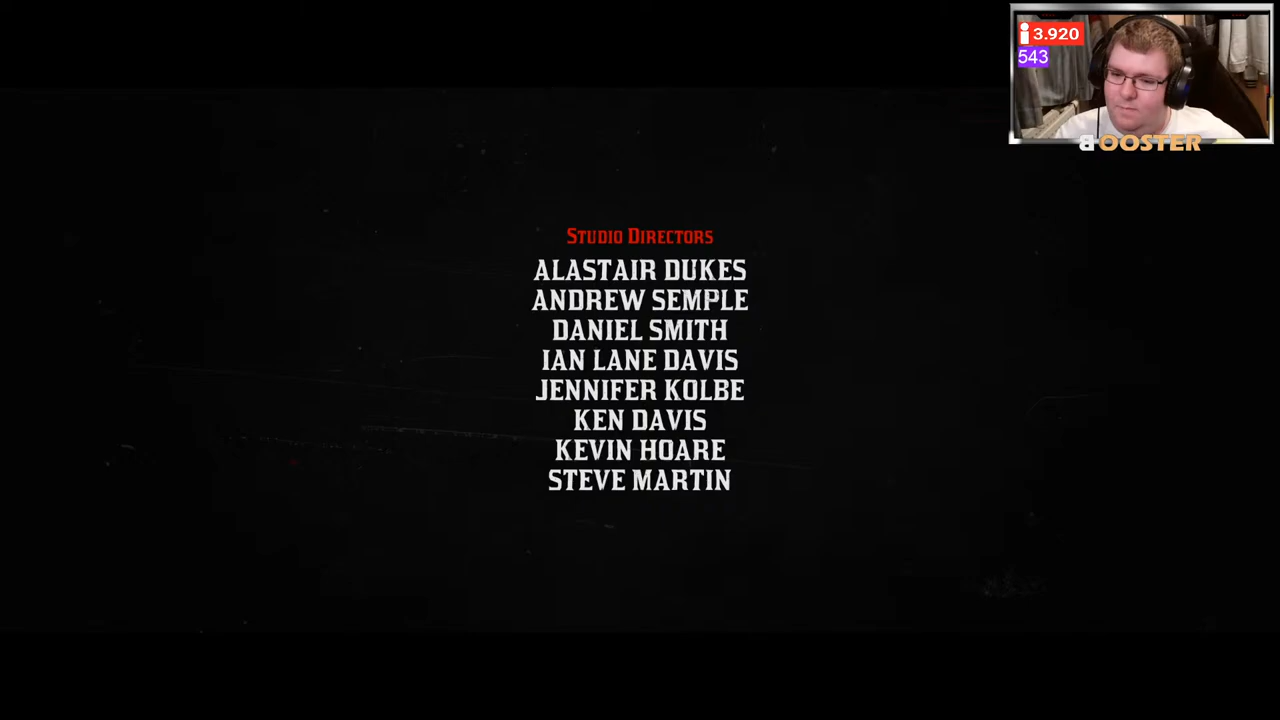 3.920
543
BOOSTER
STUDIO DIRECTORS
ALASTAIR DUKES
ANDREW SEMPLE
DANIEL SMITH
IAN LANE DAVIS
JENNIFER KOLBE
KEN DAVIS
KEVIN HOARE
STEVE MARTIN